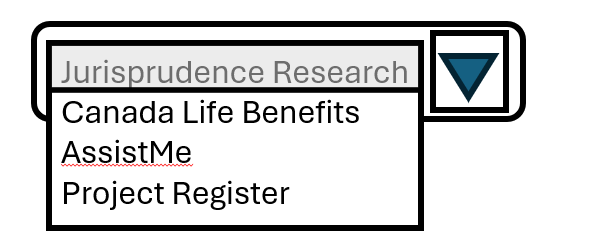 Jurisprudence Research
Canada Life Benefits
AssistMe
Project Register